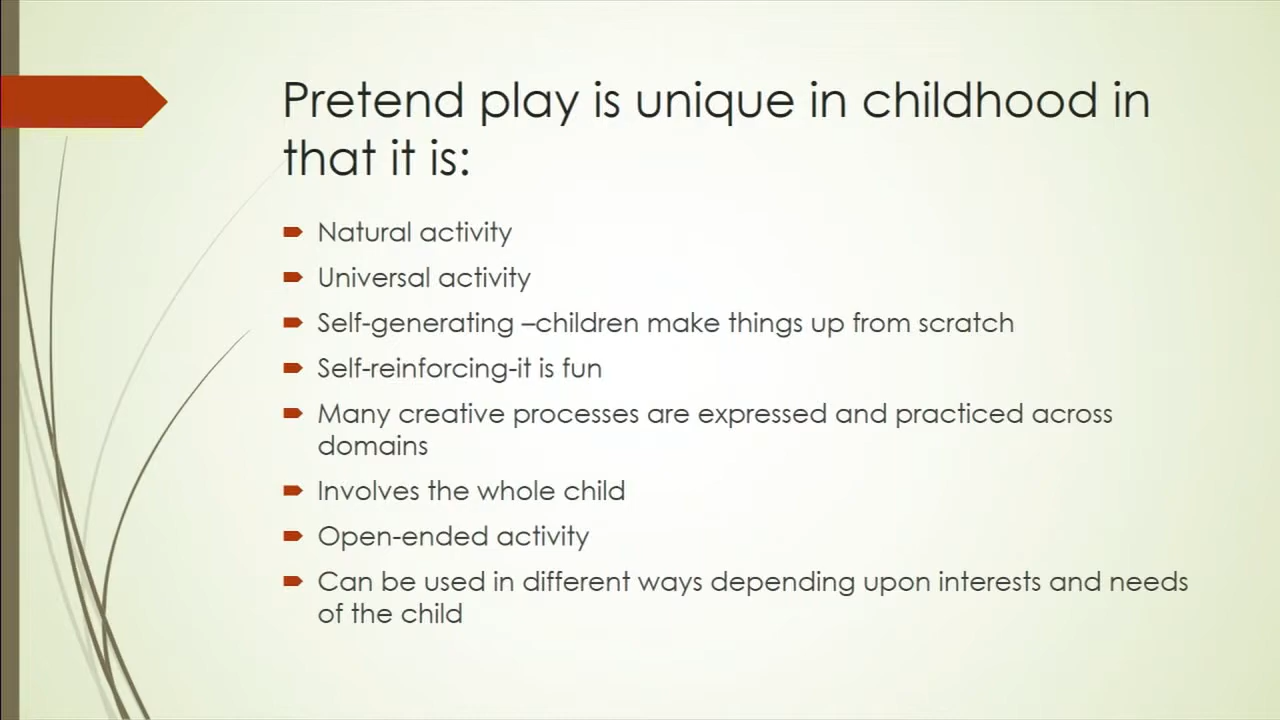 Pretend play is unique in childhood in
that it is:
Natural activity
Universal activity
Self-generating –children make things up from scratch
Self-reinforcing-it is fun
Many creative processes are expressed and practiced across
domains
Involves the whole child
Open-ended activity
Can be used in different ways depending upon interests and needs
of the child